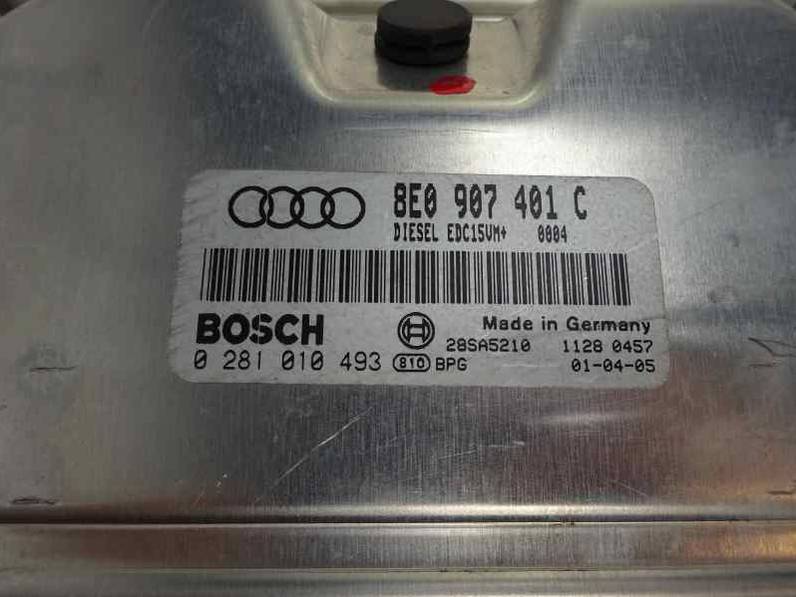 8E0 907 401 C
DIESEL EDC15VM+ 0004
BOSCH
Made in Germany
28SA5210 1128 0457
0 281 010 493 810 BPG 01-04-05